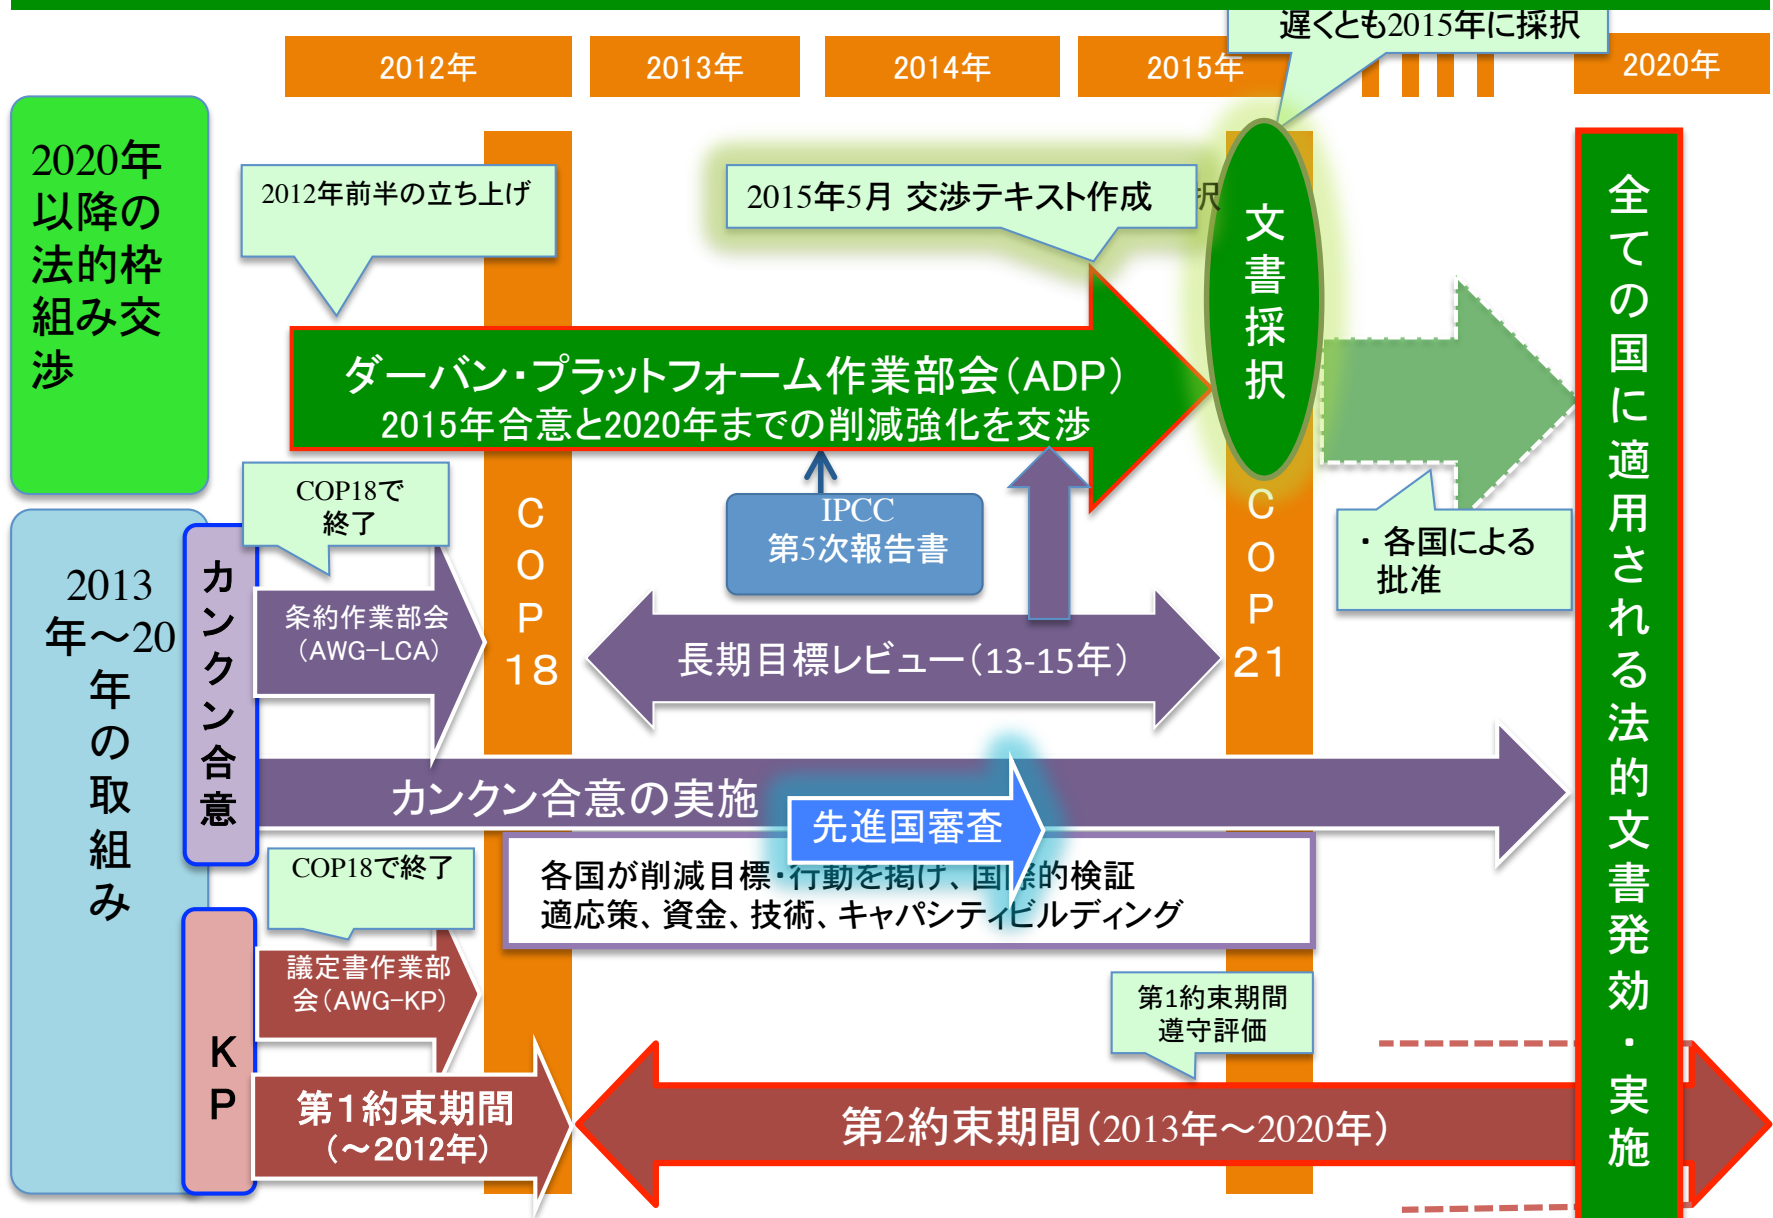 遅くとも2015年に採択
2012年
2013年
2014年
2015年
2020年
2020年
以降の
法的枠
組み交
渉
2012年前半の立ち上げ
2015年5月 交渉テキスト作成
択
文書採択
ダーバン・プラットフォーム作業部会（ADP）
2015年合意と2020年までの削減強化を交渉
全ての国に適用される法的文書発効・実施
COP18で
終了
IPCC
第5次報告書
COP18
COP21
・各国による
批准
2013
年～20
年の取組み
カンクン合意
条約作業部会
（AWG-LCA）
長期目標レビュー（13-15年）
カンクン合意の実施
先進国審査
各国が削減目標・行動を掲げ、国際的検証
適応策、資金、技術、キャパシティビルディング
COP18で終了
KP
議定書作業部
会（AWG-KP）
第1約束期間
遵守評価
第１約束期間
（～2012年）
第2約束期間（2013年～2020年）